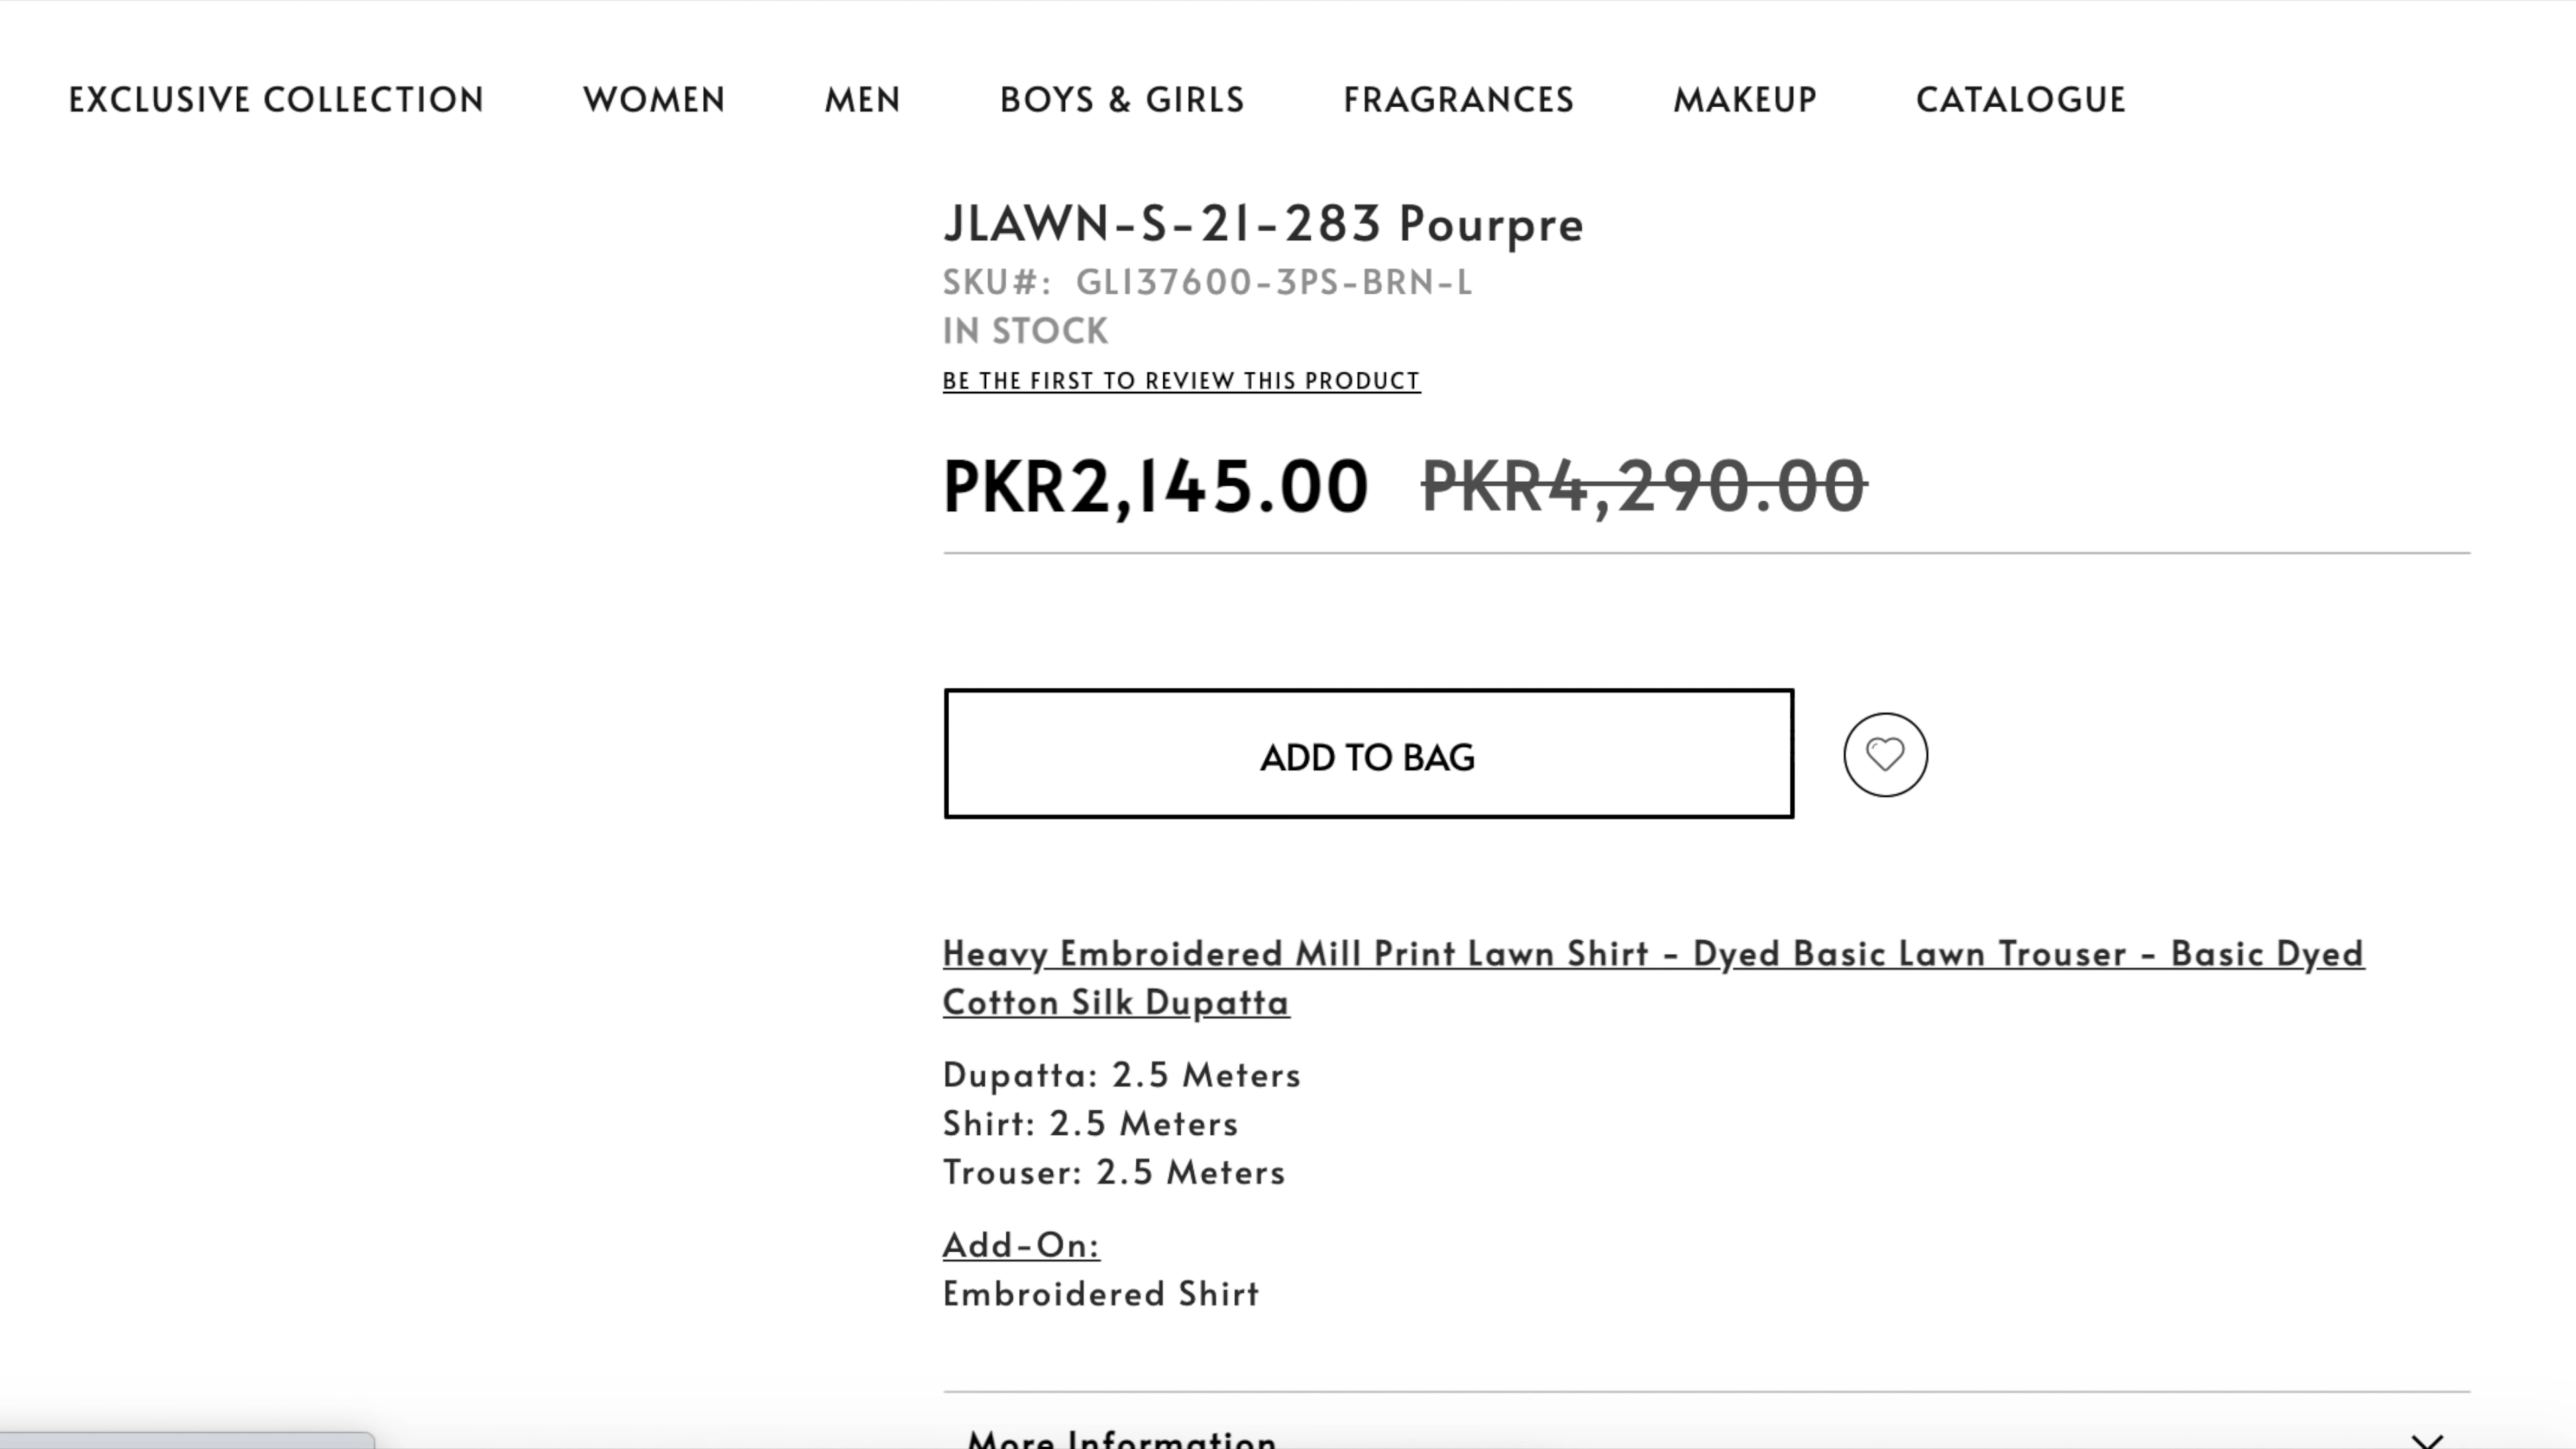 EXCLUSIVE COLLECTION WOMEN MEN BOYS & GIRLS FRAGRANCES MAKEUP CATALOGUE
JLAWN-S-21-283 Pourpre
SKU#: GL137600-3PS-BRN-L
IN STOCK
BE THE FIRST TO REVIEW THIS PRODUCT
PKR2,145.00 PKR4,290.00
ADD TO BAG
Heavy Embroidered Mill Print Lawn Shirt - Dyed Basic Lawn Trouser - Basic Dyed
Cotton Silk Dupatta
Dupatta: 2.5 Meters
Shirt: 2.5 Meters
Trouser: 2.5 Meters
Add-On:
Embroidered Shirt
More Information